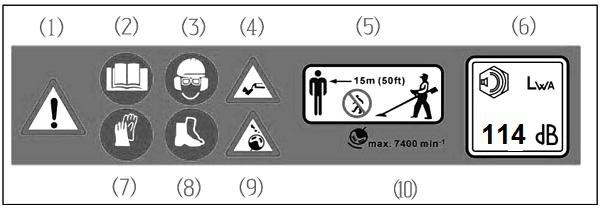 (1) (2) (3) (4) (5) (6)
15m (50ft)
LWA
114 dB
max. 7400 min-1
(7) (8) (9) (10)